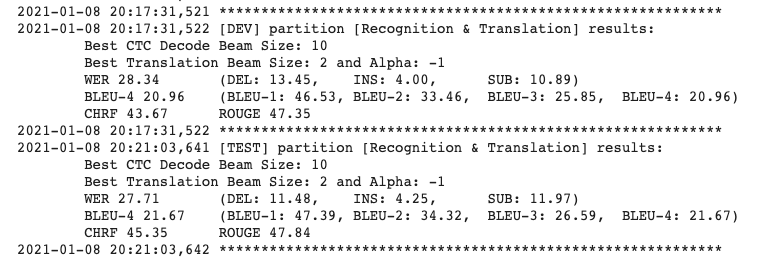 2021-01-08 20:17:31,521 ************************************************************
2021-01-08 20:17:31,522 [DEV] partition [Recognition & Translation] results:
Best CTC Decode Beam Size: 10
Best Translation Beam Size: 2 and Alpha: -1
WER 28.34 (DEL: 13.45, INS: 4.00, SUB: 10.89)
BLEU-4 20.96 (BLEU-1: 46.53, BLEU-2: 33.46, BLEU-3: 25.85, BLEU-4: 20.96)
CHRF 43.67 ROUGE 47.35
2021-01-08 20:17:31,522 ************************************************************
2021-01-08 20:21:03,641 [TEST] partition [Recognition & Translation] results:
Best CTC Decode Beam Size: 10
Best Translation Beam Size: 2 and Alpha: -1
WER 27.71 (DEL: 11.48, INS: 4.25, SUB: 11.97)
BLEU-4 21.67 (BLEU-1: 47.39, BLEU-2: 34.32, BLEU-3: 26.59, BLEU-4: 21.67)
CHRF 45.35 ROUGE 47.84
2021-01-08 20:21:03,642 ************************************************************